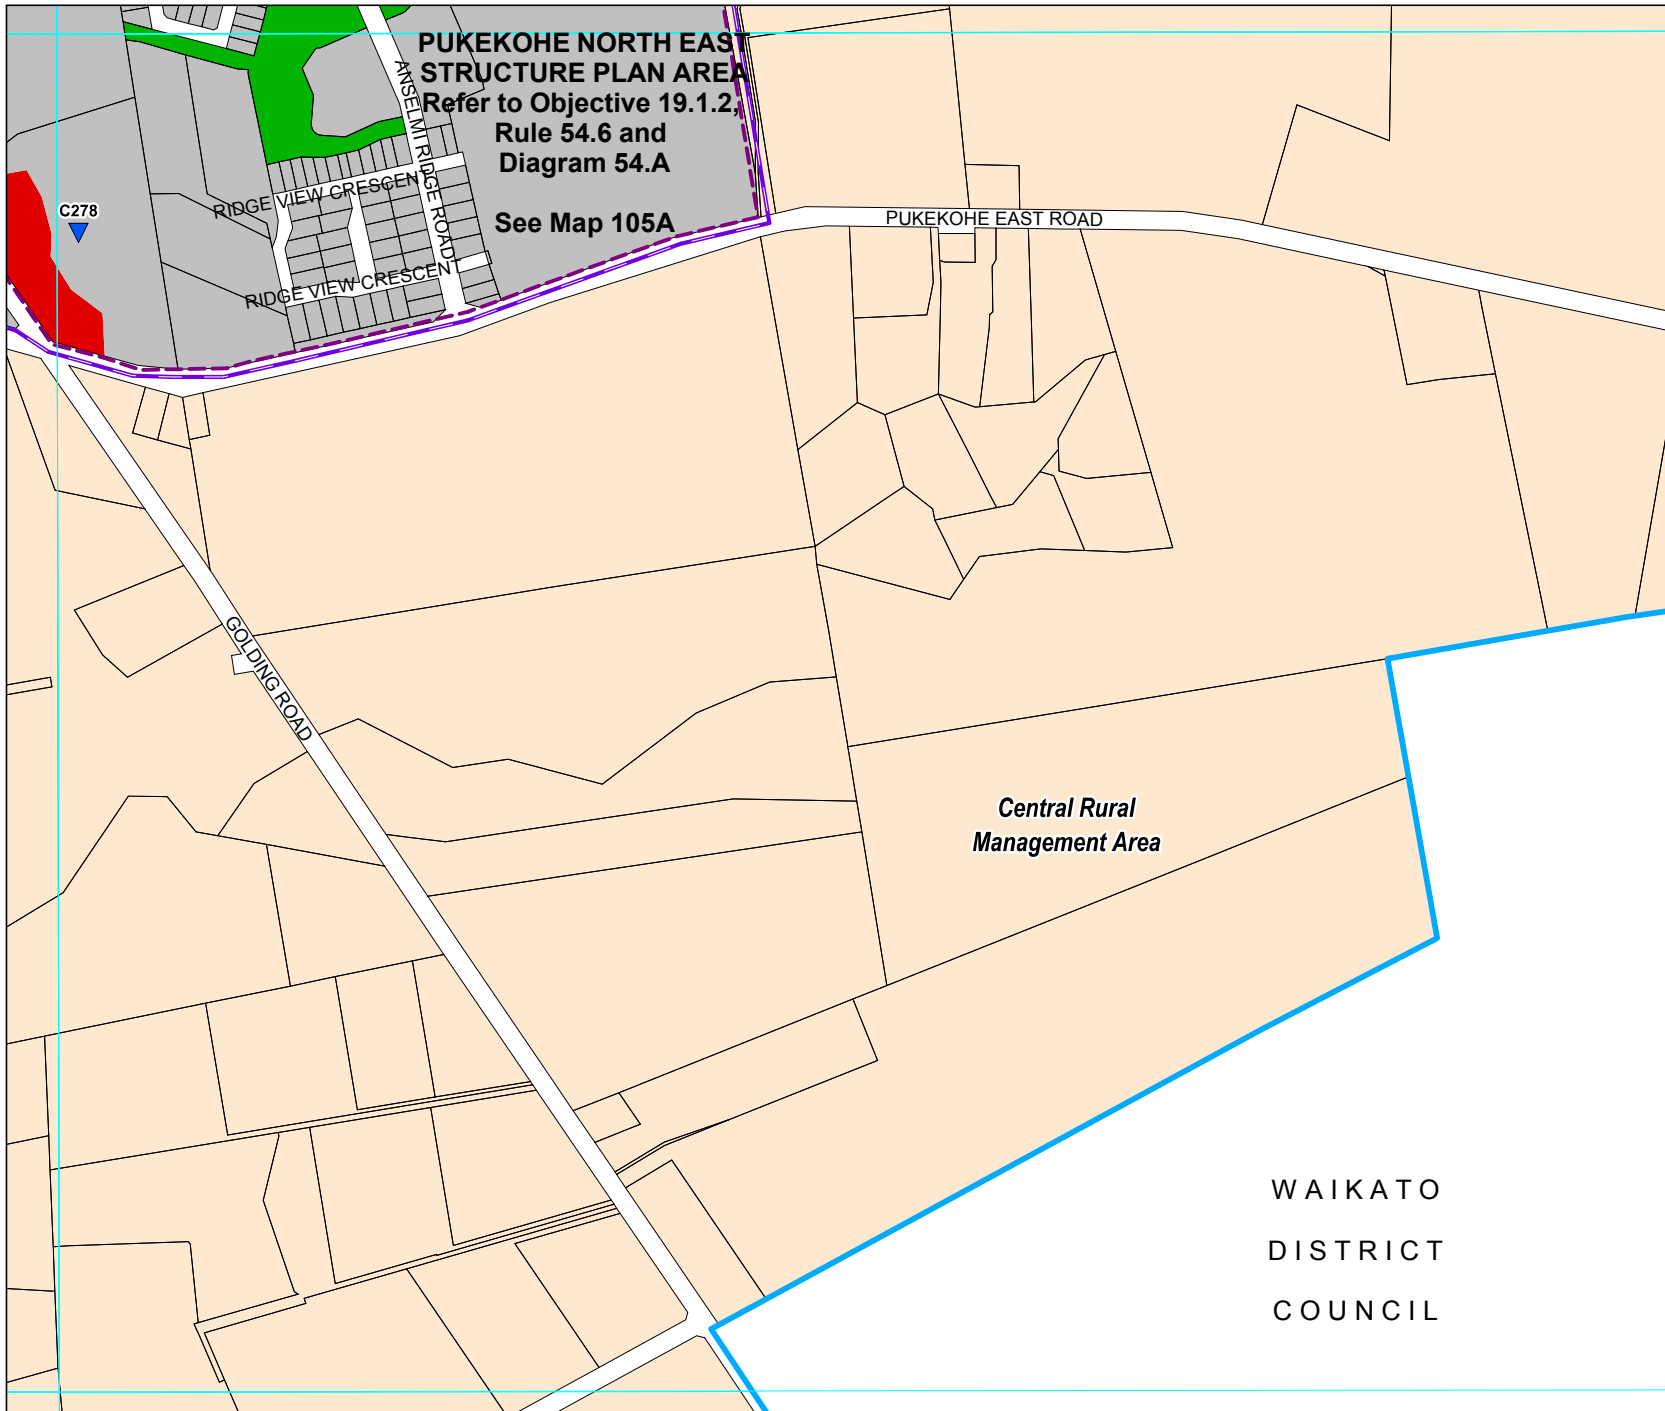 PUKEKOHE NORTH EAST
STRUCTURE PLAN AREA
Refer to Objective 19.1.2,
Rule 54.6 and
Diagram 54.A
See Map 105A
ANSELMI RIDGE ROAD
RIDGE VIEW CRESCENT
C278
PUKEKOHE EAST ROAD
RIDGE VIEW CRESCENT
GOLDING ROAD
Central Rural
Management Area
WAIKATO
DISTRICT
COUNCIL